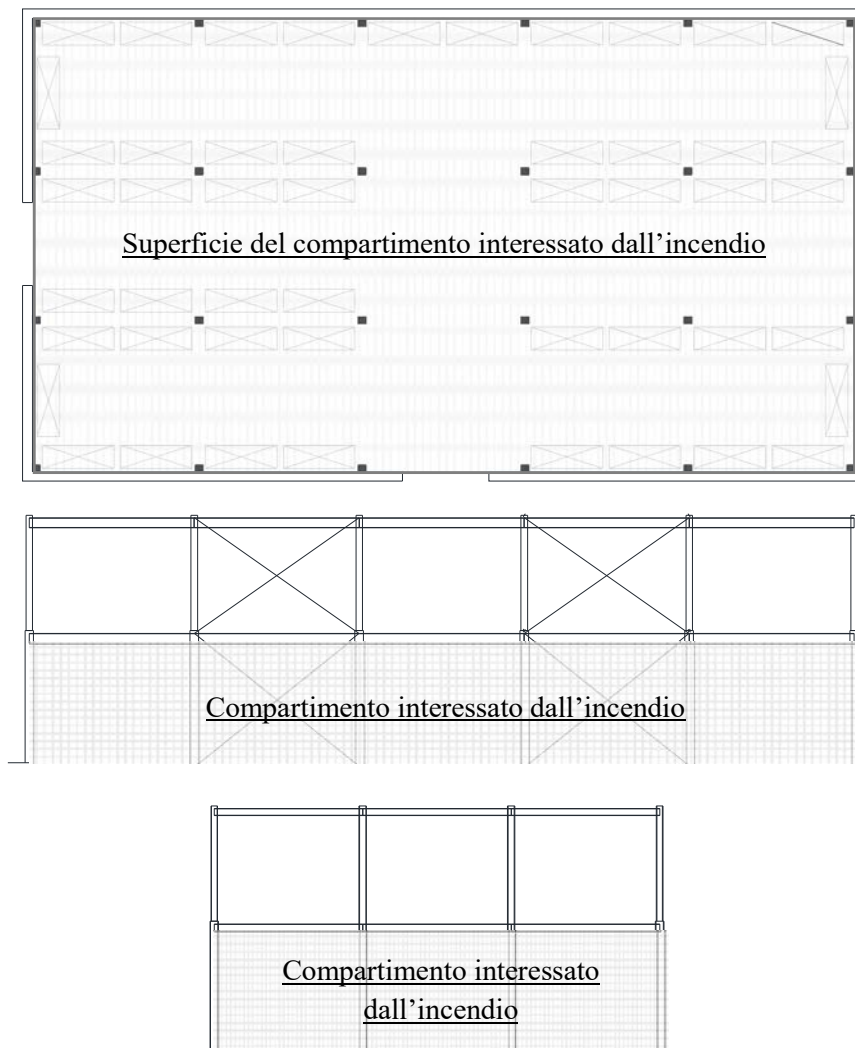 Superficie del compartimento interessato dall’incendio
Compartimento interessato dall’incendio
Compartimento interessato
dall’incendio